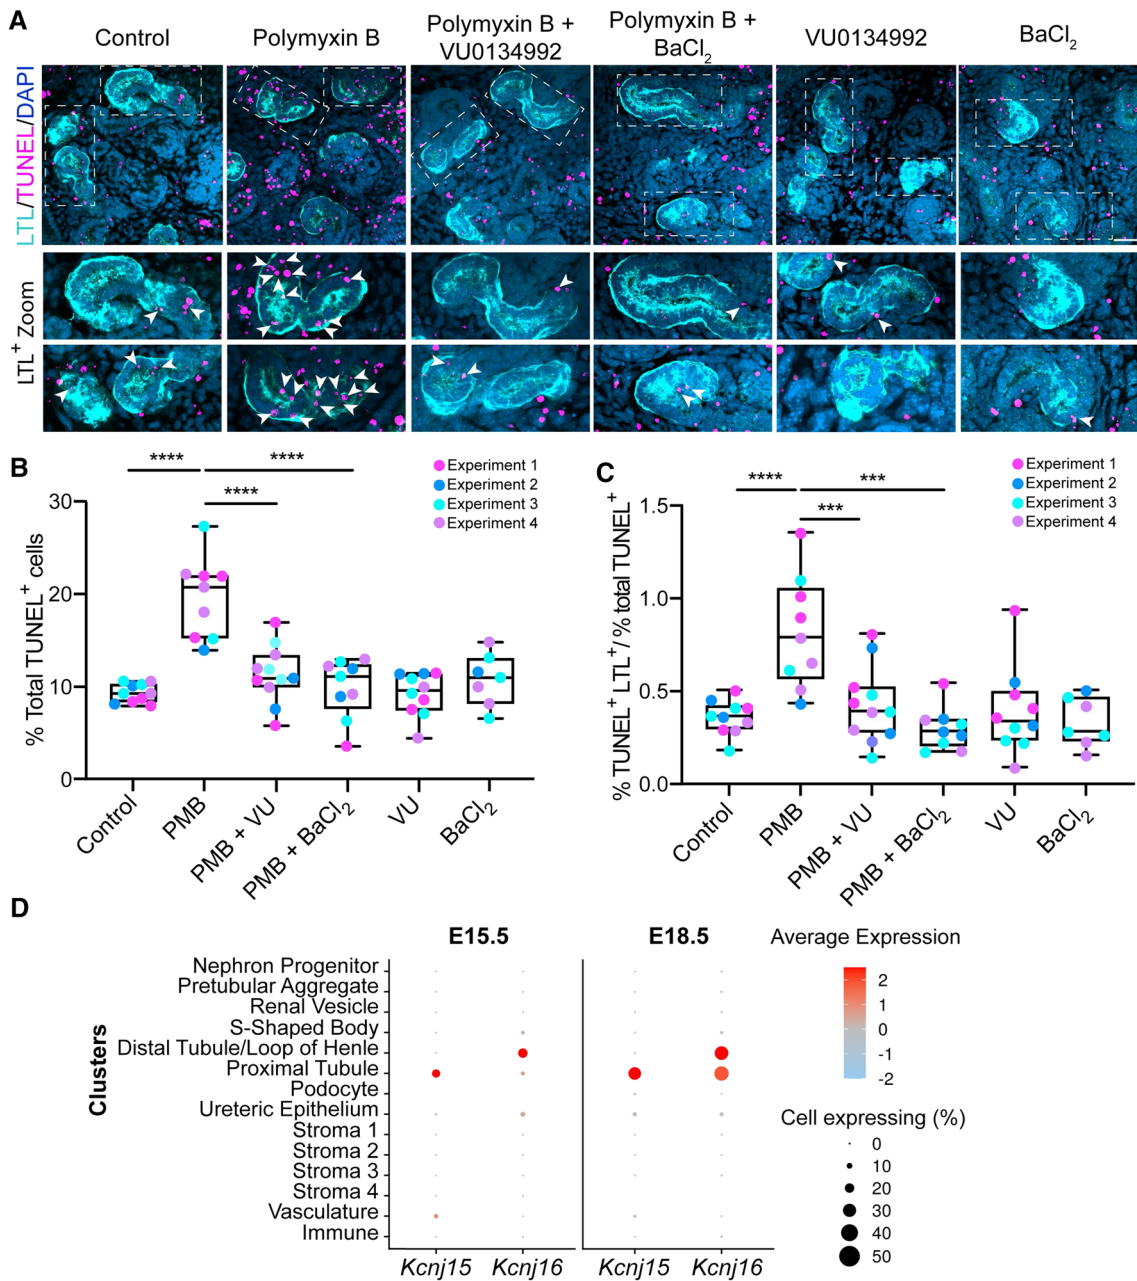 A
Control
Polymyxin B
Polymyxin B +
VU0134992
Polymyxin B +
BaCl2
VU0134992
BaCl2
LTL/TUNEL/DAPI
LTL+ Zoom
B
****
****
****
Experiment 1
Experiment 2
Experiment 3
Experiment 4
% Total TUNEL+ cells
30
20
10
0
Control
PMB
PMB + VU
PMB + BaCl2
VU
BaCl2
C
****
***
***
Experiment 1
Experiment 2
Experiment 3
Experiment 4
% TUNEL+ LTL+/ % total TUNEL+
1.5
1.0
0.5
0.0
Control
PMB
PMB + VU
PMB + BaCl2
VU
BaCl2
D
E15.5
E18.5
Clusters
Nephron Progenitor
Pretubular Aggregate
Renal Vesicle
S-Shaped Body
Distal Tubule/Loop of Henle
Proximal Tubule
Podocyte
Ureteric Epithelium
Stroma 1
Stroma 2
Stroma 3
Stroma 4
Vasculature
Immune
Kcnj15
Kcnj16
Kcnj15
Kcnj16
Average Expression
2
1
0
-1
-2
Cell expressing (%)
0
10
20
30
40
50